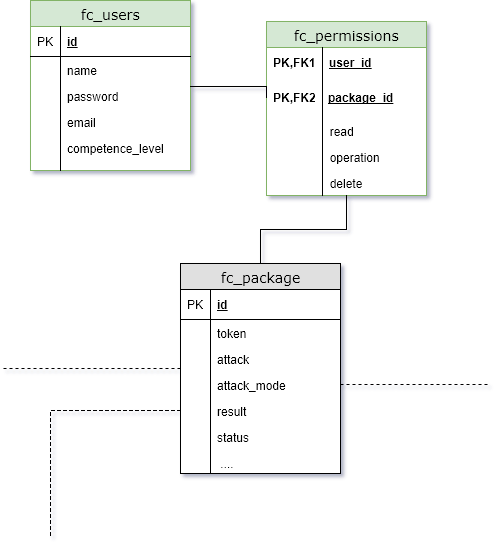 fc_users
PK id
name
password
email
competence_level
fc_permissions
PK,FK1 user_id
PK,FK2 package_id
read
operation
delete
fc_package
PK id
token
attack
attack_mode
result
status
....